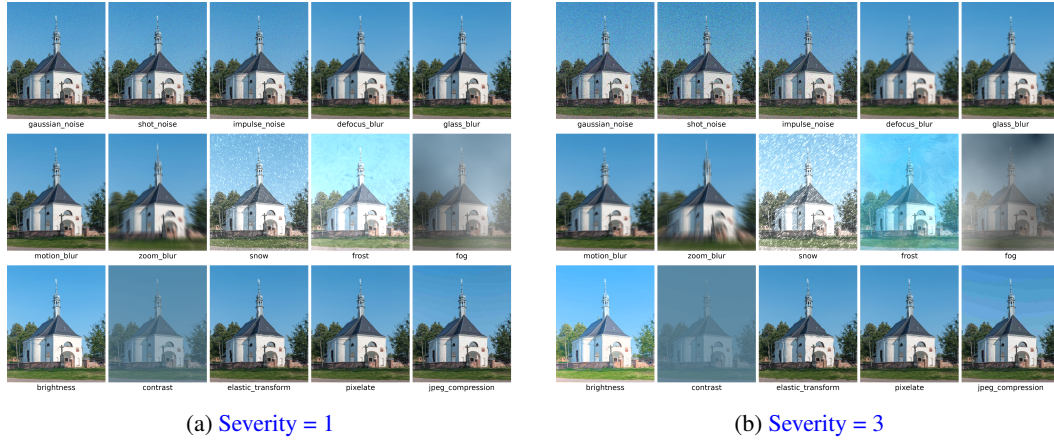 gaussian_noise shot_noise impulse_noise defocus_blur glass_blur
motion_blur zoom_blur snow frost fog
brightness contrast elastic_transform pixelate jpeg_compression
(a) Severity = 1
gaussian_noise shot_noise impulse_noise defocus_blur glass_blur
motion_blur zoom_blur snow frost fog
brightness contrast elastic_transform pixelate jpeg_compression
(b) Severity = 3